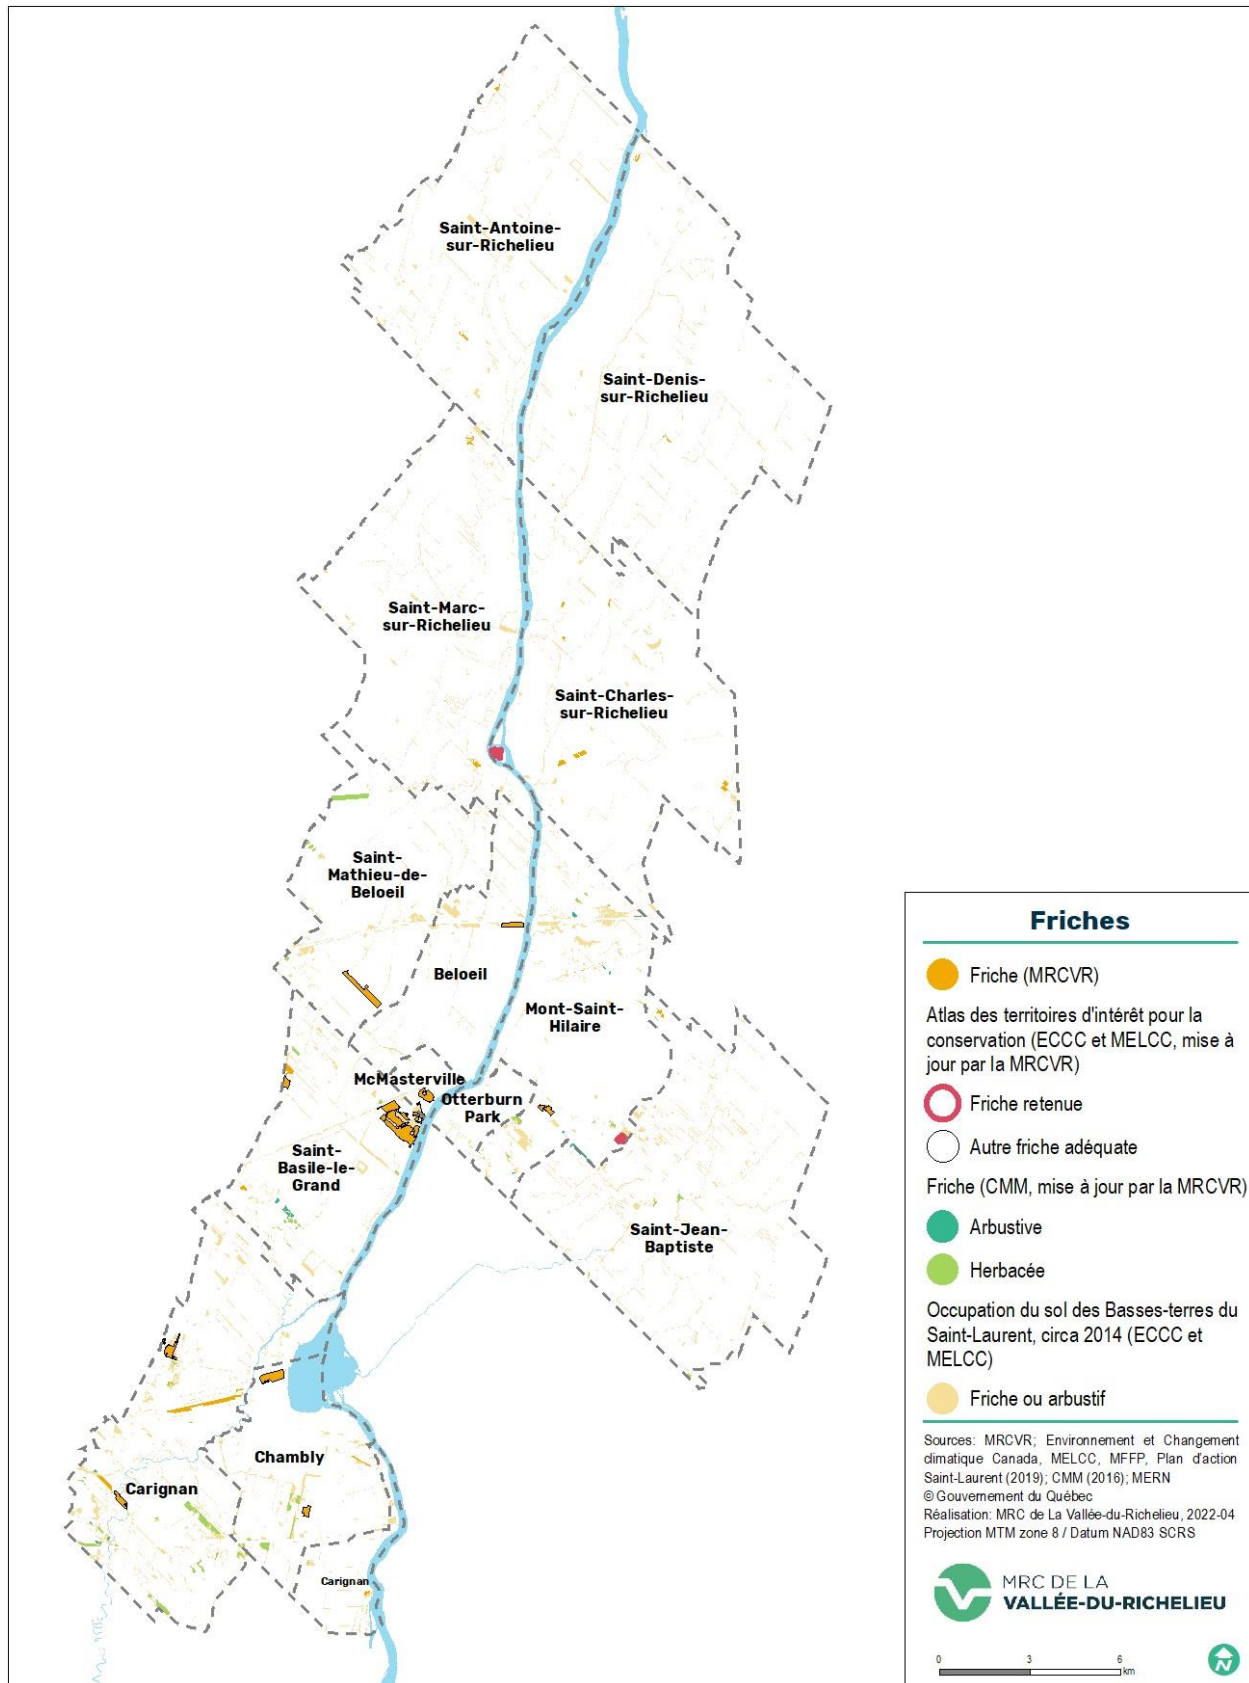 Saint-Antoine-
sur-Richelieu
Saint-Denis-
sur-Richelieu
Saint-Marc-
sur-Richelieu
Saint-Charles-
sur-Richelieu
Saint-
Mathieu-de-
Beloeil
Beloeil
Mont-Saint-
Hilaire
McMasterville
Otterburn
Park
Saint-
Basile-le-
Grand
Saint-Jean-
Baptiste
Chambly
Carignan
Carignan
Friches
Friche (MRCVR)
Atlas des territoires d'intérêt pour la
conservation (ECCC et MELCC, mise à
jour par la MRCVR)
Friche retenue
Autre friche adéquate
Friche (CMM, mise à jour par la MRCVR)
Arbustive
Herbacée
Occupation du sol des Basses-terres du
Saint-Laurent, circa 2014 (ECCC et
MELCC)
Friche ou arbustif
Sources: MRCVR; Environnement et Changement
climatique Canada, MELCC, MFFP, Plan d'action
Saint-Laurent (2019); CMM (2016); MERN
© Gouvernement du Québec
Réalisation: MRC de La Vallée-du-Richelieu, 2022-04
Projection MTM zone 8 / Datum NAD83 SCRS
MRC DE LA
VALLÉE-DU-RICHELIEU
0 3 6
km
N